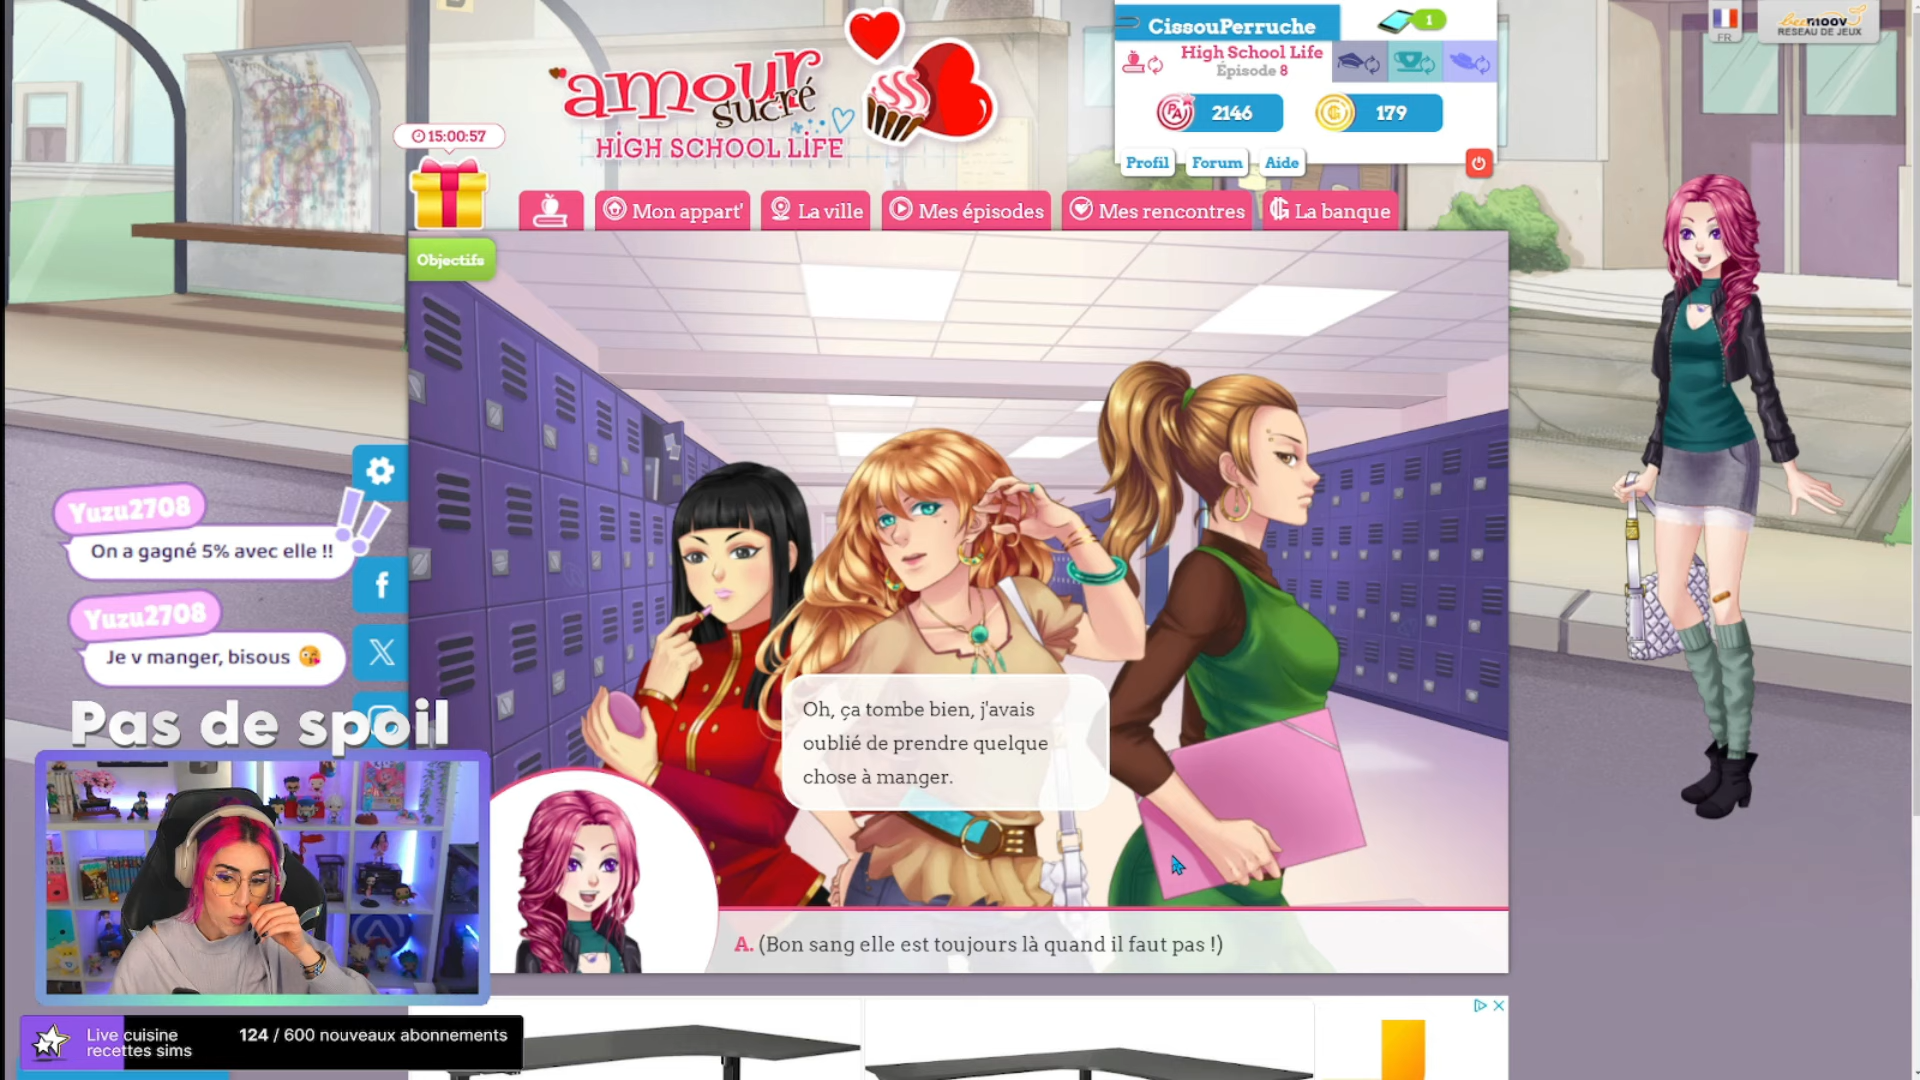 CissouPerruche
1
High School Life
Épisode 8
FR
beemoov
RESEAU DE JEUX
2146
179
Profil
Forum
Aide
amour
sucré
HiGH SCHOOL LiFE
15:00:57
Mon appart'
La ville
Mes épisodes
Mes rencontres
La banque
Objectifs
Yuzu2708
On a gagné 5% avec elle !!
Yuzu2708
Je v manger, bisous
Pas de spoil
Oh, ça tombe bien, j'avais
oublié de prendre quelque
chose à manger.
A. (Bon sang elle est toujours là quand il faut pas !)
Live cuisine
recettes sims
124 / 600 nouveaux abonnements